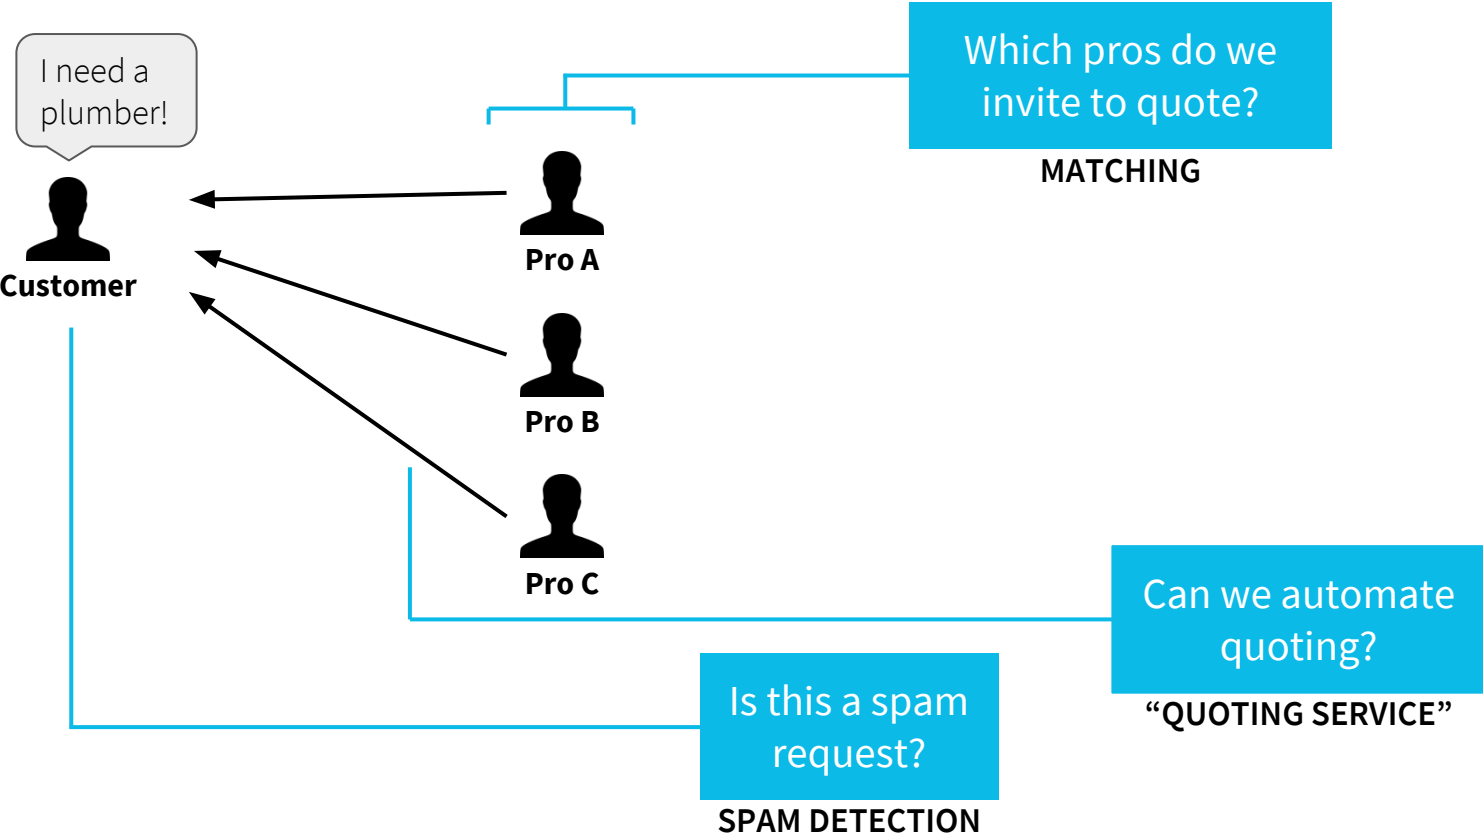 I need a
plumber!
Customer
Pro A
Pro B
Pro C
Which pros do we
invite to quote?
MATCHING
Can we automate
quoting?
“QUOTING SERVICE”
Is this a spam
request?
SPAM DETECTION